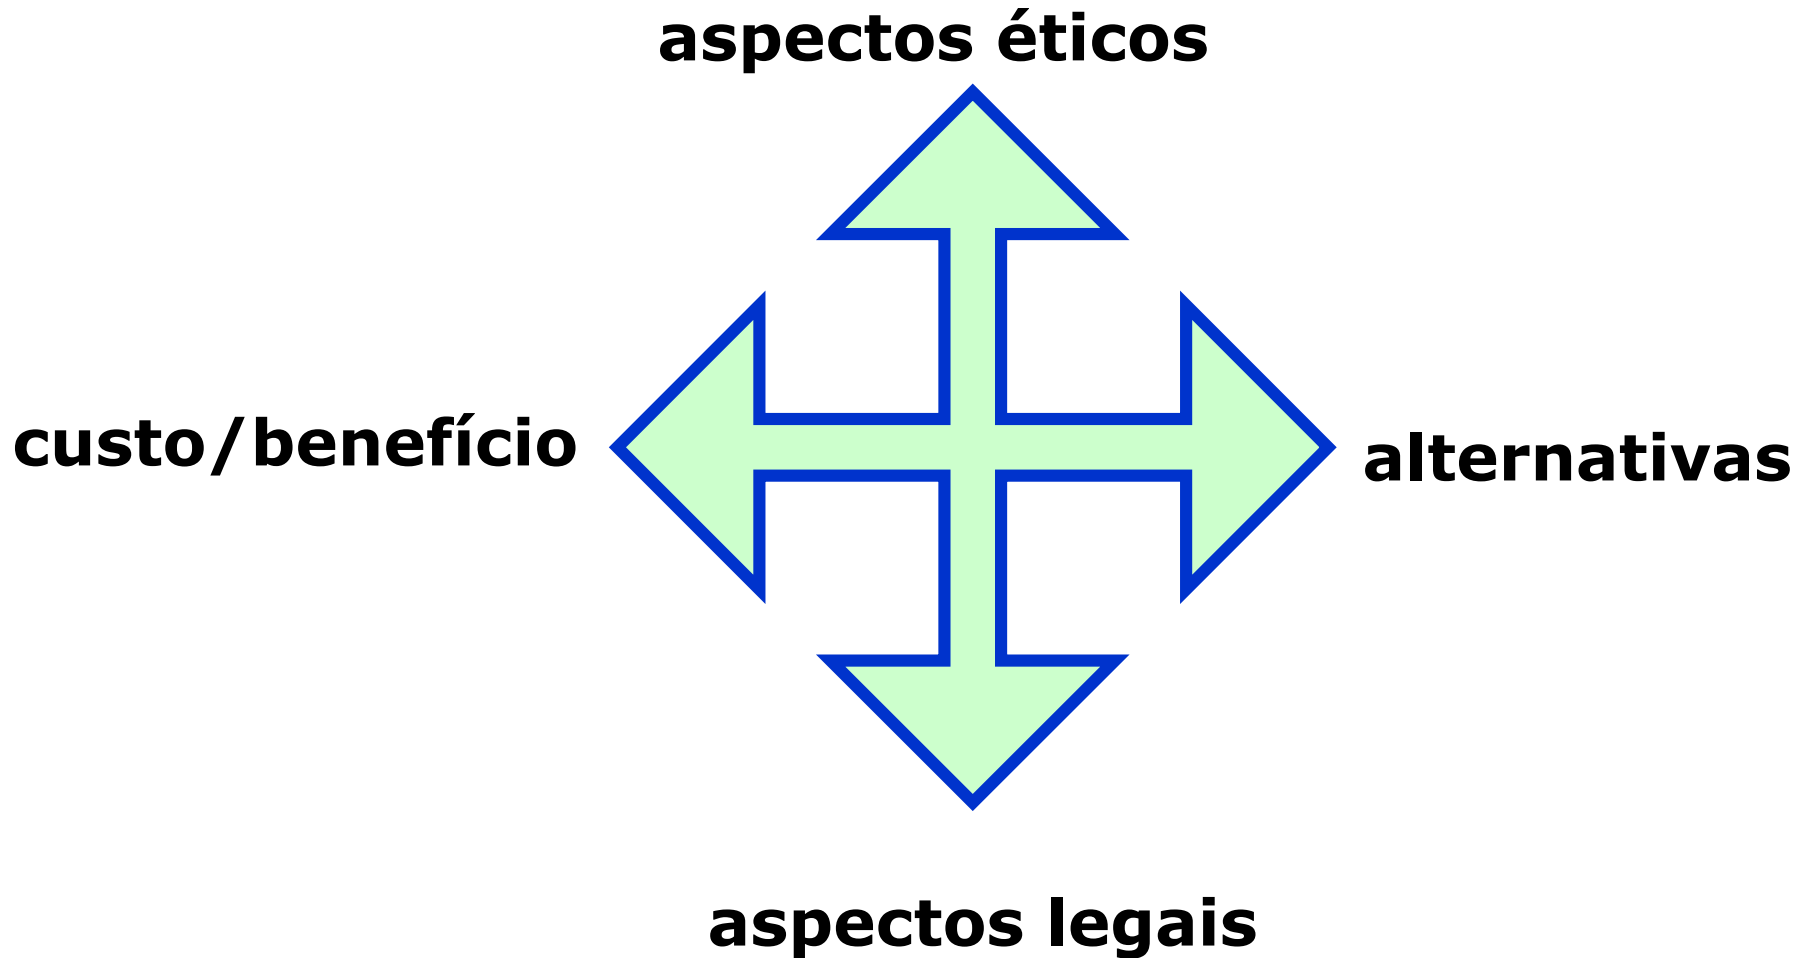 aspectos éticos
custo/benefício
alternativas
aspectos legais